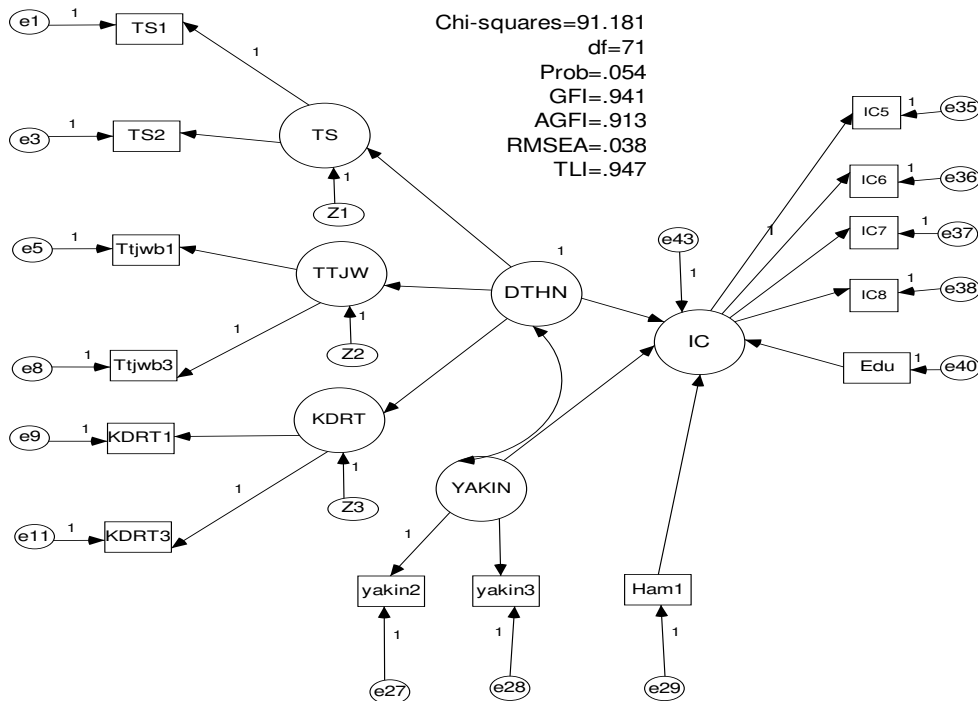 Chi-squares=91.181
df=71
Prob=.054
GFI=.941
AGFI=.913
RMSEA=.038
TLI=.947
e1
1
TS1
1
e3
1
TS2
TS
1
Z1
e5
1
Ttjwb1
TTJW
1
Z2
1
e8
1
Ttjwb3
e9
1
KDRT1
KDRT
1
Z3
1
e11
1
KDRT3
1
DTHN
YAKIN
1
yakin2
yakin3
1
1
e27
e28
Ham1
1
e29
e43
1
IC
1
IC5
1
e35
IC6
1
e36
IC7
1
e37
IC8
1
e38
Edu
1
e40